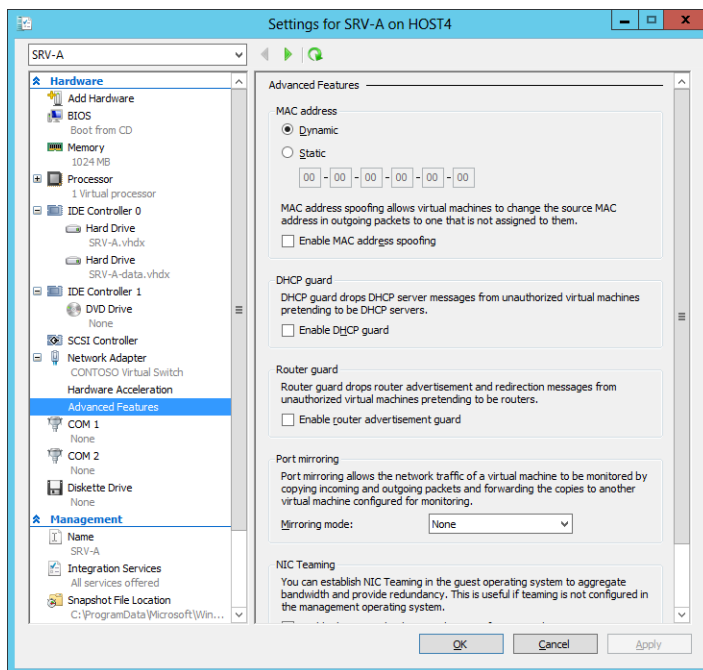 Settings for SRV-A on HOST4
SRV-A
Hardware
Add Hardware
BIOS
Boot from CD
Memory
1024 MB
Processor
1 Virtual processor
IDE Controller 0
Hard Drive
SRV-A.vhdx
Hard Drive
SRV-A-data.vhdx
IDE Controller 1
DVD Drive
None
SCSI Controller
Network Adapter
CONTOSO Virtual Switch
Hardware Acceleration
Advanced Features
COM 1
None
COM 2
None
Diskette Drive
None
Management
Name
SRV-A
Integration Services
All services offered
Snapshot File Location
C:\ProgramData\Microsoft\Win...
Advanced Features
MAC address
Dynamic
Static
00 - 00 - 00 - 00 - 00 - 00
MAC address spoofing allows virtual machines to change the source MAC
address in outgoing packets to one that is not assigned to them.
Enable MAC address spoofing
DHCP guard
DHCP guard drops DHCP server messages from unauthorized virtual machines
pretending to be DHCP servers.
Enable DHCP guard
Router guard
Router guard drops router advertisement and redirection messages from
unauthorized virtual machines pretending to be routers.
Enable router advertisement guard
Port mirroring
Port mirroring allows the network traffic of a virtual machine to be monitored by
copying incoming and outgoing packets and forwarding the copies to another
virtual machine configured for monitoring.
Mirroring mode: None
NIC Teaming
You can establish NIC Teaming in the guest operating system to aggregate
bandwidth and provide redundancy. This is useful if teaming is not configured in
the management operating system.
OK Cancel Apply